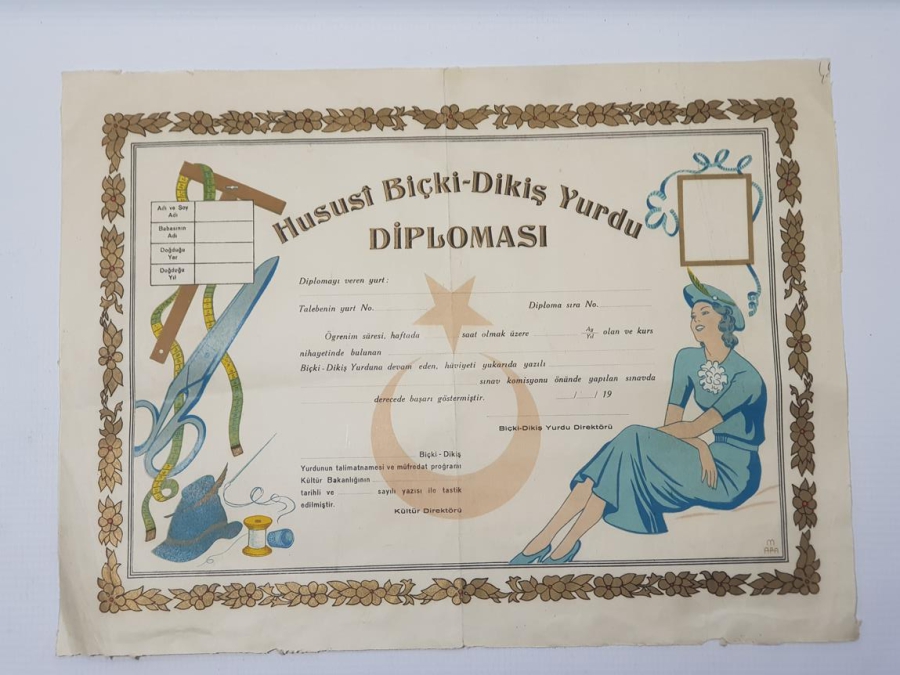 Hususî Biçki-Dikiş Yurdu
DİPLOMASI
Adı ve Soy
Adı
Babasının
Adı
Doğduğu
Yer
Doğduğu
Yıl
Diplomayı veren yurt:
Talebenin yurt No. Diploma sıra No.
Öğrenim süresi, haftada saat olmak üzere Ay/Yıl olan ve kurs
nihayetinde bulunan
Biçki-Dikiş Yurduna devam eden, hüviyeti yukarıda yazılı
sınav komisyonu önünde yapılan sınavda
derecede başarı göstermiştir. / / 19
Biçki-Dikiş Yurdu Direktörü
Biçki-Dikiş
Yurdunun talimatnamesi ve müfredat programı
Kültür Bakanlığının
tarihli ve sayılı yazısı ile tastik
edilmiştir.
Kültür Direktörü